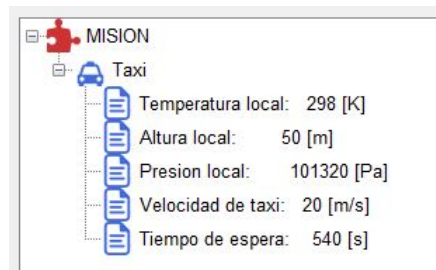 MISION
Taxi
Temperatura local: 298 [K]
Altura local: 50 [m]
Presion local: 101320 [Pa]
Velocidad de taxi: 20 [m/s]
Tiempo de espera: 540 [s]